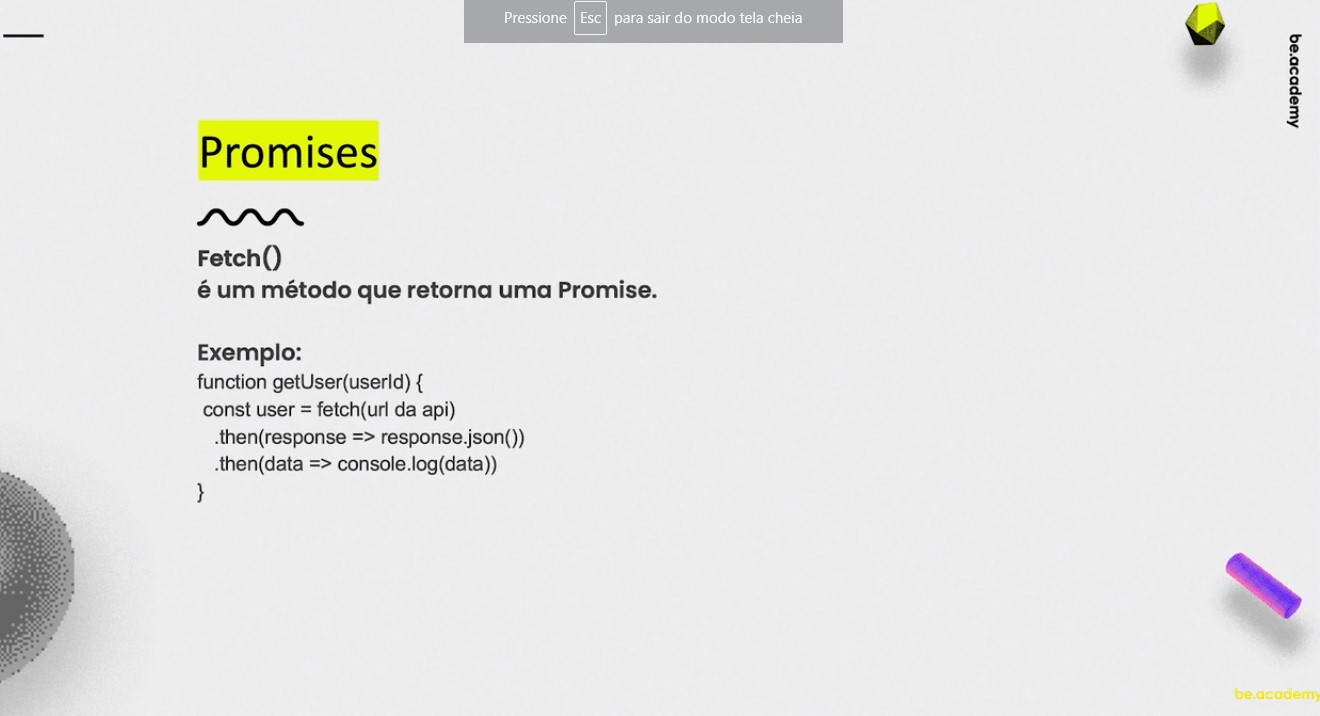 Pressione Esc para sair do modo tela cheia
be.academy
Promises
Fetch()
é um método que retorna uma Promise.
Exemplo:
function getUser(userId) {
const user = fetch(url da api)
.then(response => response.json())
.then(data => console.log(data))
}
be.academy